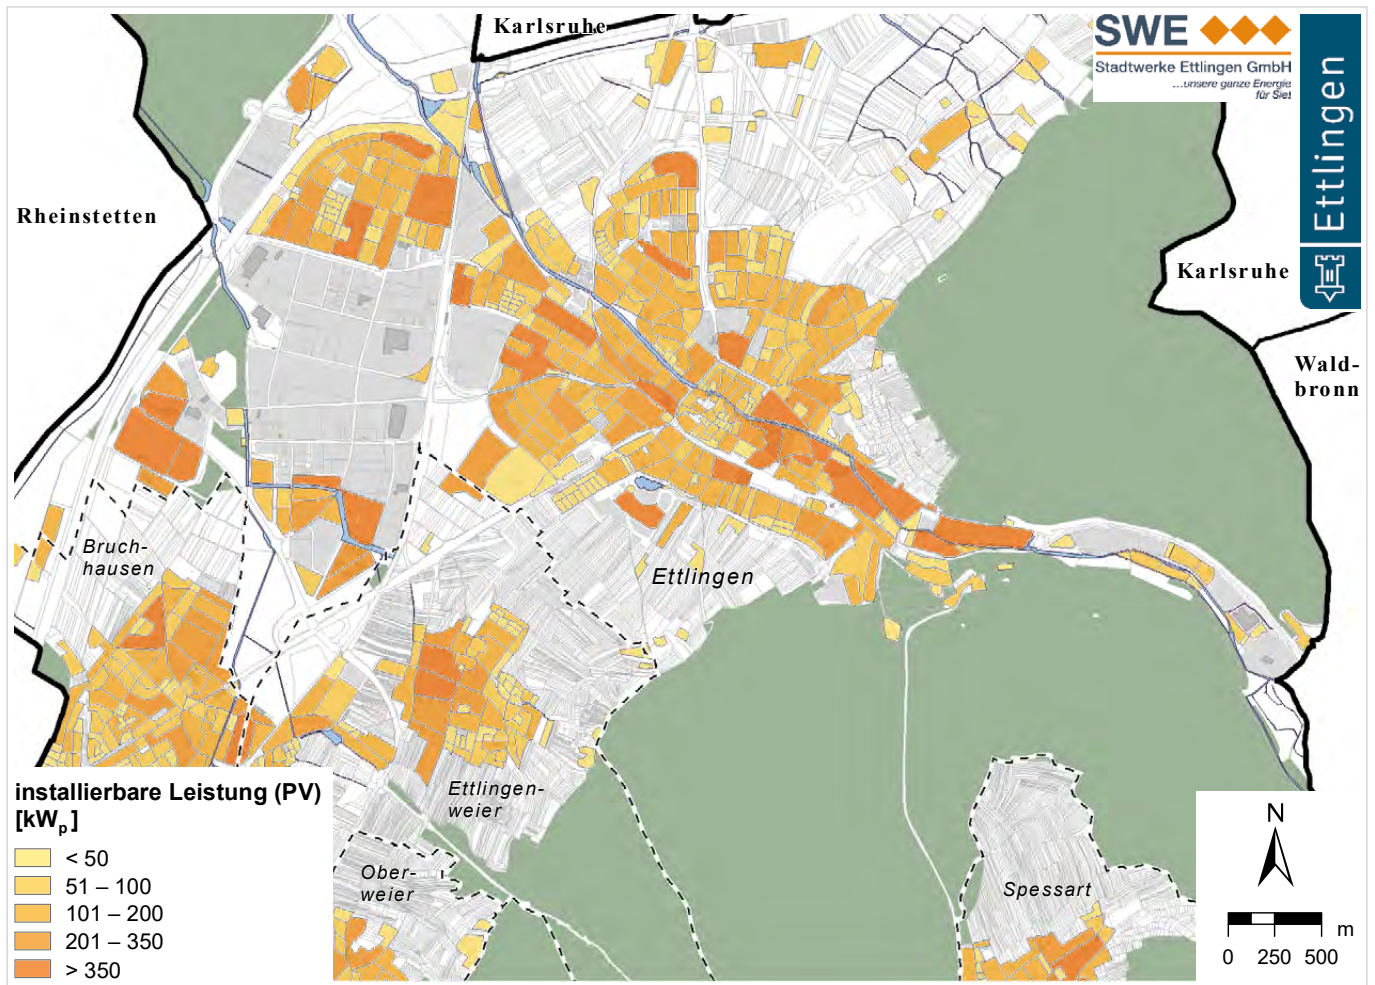 Karlsruhe
SWE
Stadtwerke Ettlingen GmbH
...unsere ganze Energie
für Sie!
Ettlingen
Rheinstetten
Karlsruhe
Wald-
bronn
Bruch-
hausen
Ettlingen
Ettlingen-
weier
Ober-
weier
Spessart
installierbare Leistung (PV)
[kWp]
< 50
51 – 100
101 – 200
201 – 350
> 350
N
m
0 250 500